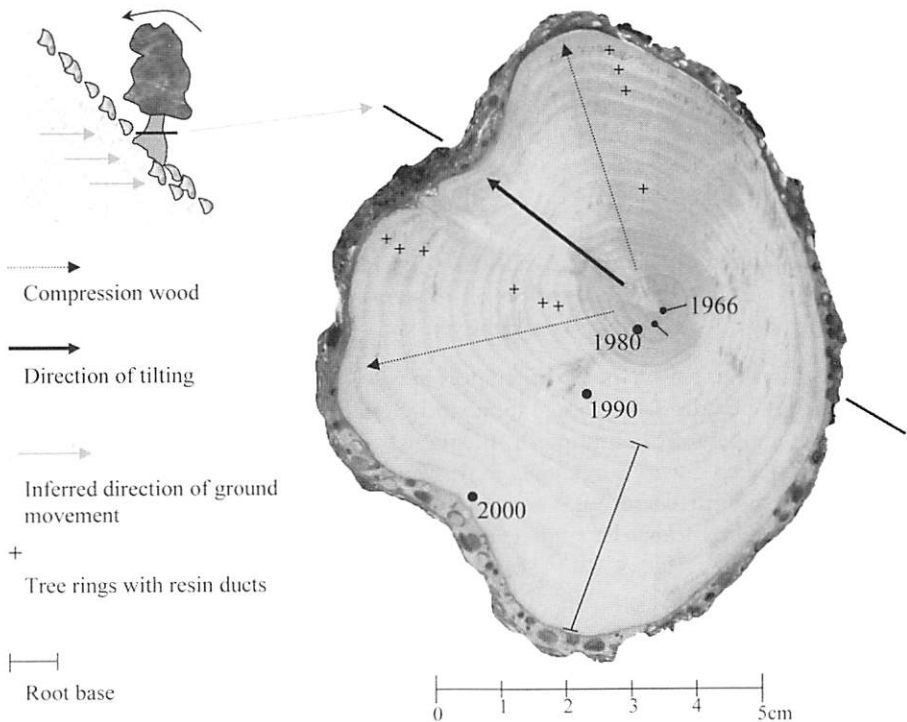 Compression wood
Direction of tilting
Inferred direction of ground
movement
+
Tree rings with resin ducts
Root base
1966
1980
1990
2000
0 1 2 3 4 5cm